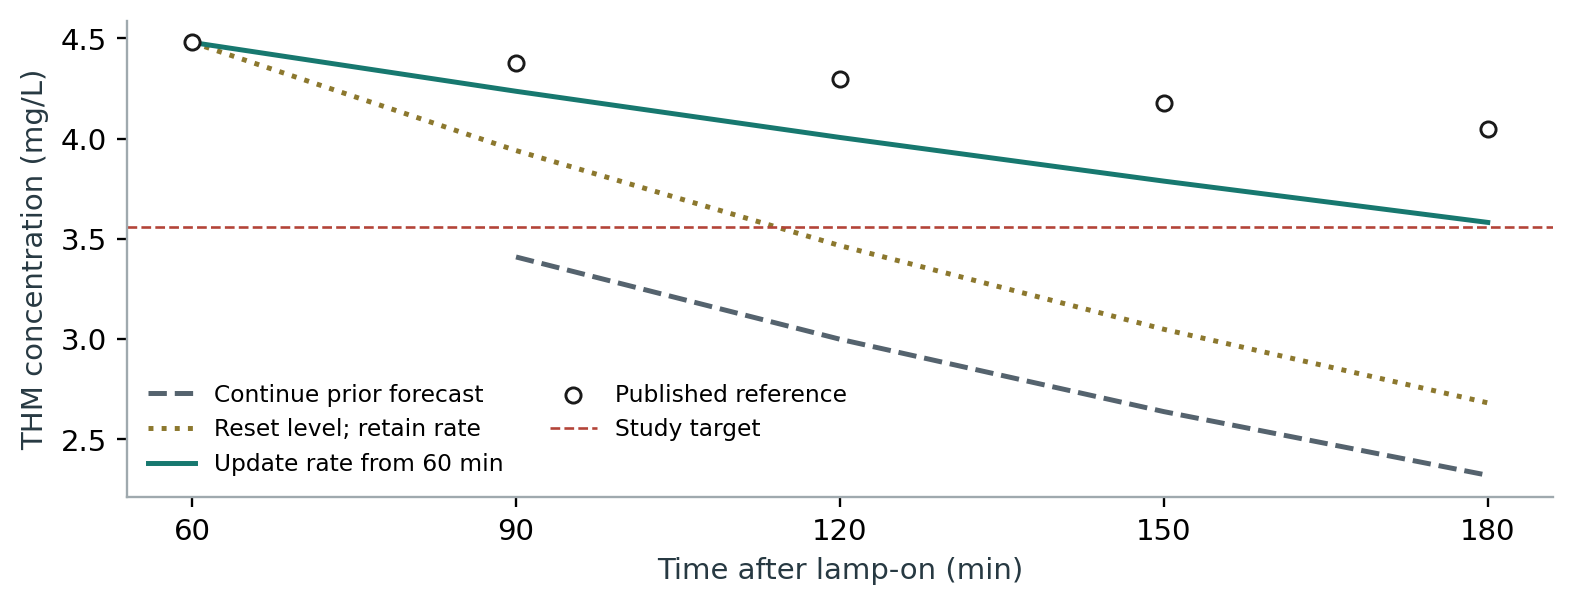 4.5
4.0
3.5
3.0
2.5
THM concentration (mg/L)
Continue prior forecast
Reset level; retain rate
Update rate from 60 min
Published reference
Study target
60 90 120 150 180
Time after lamp-on (min)